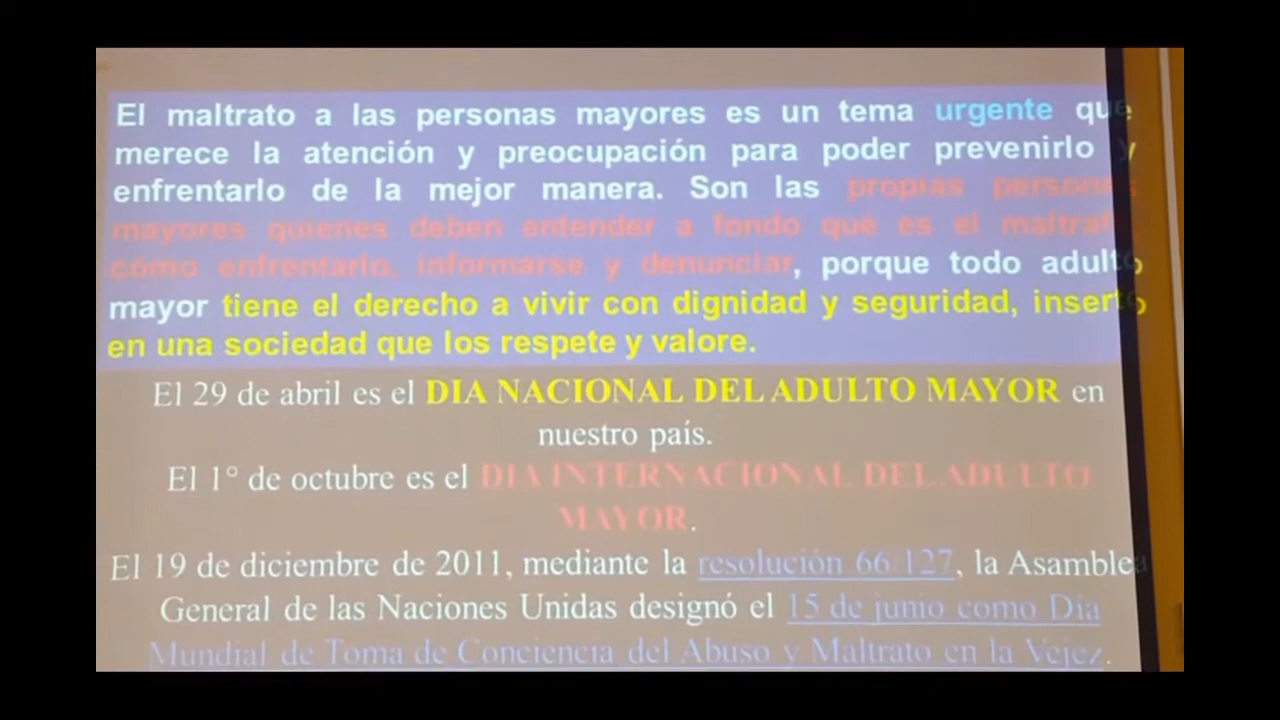 El maltrato a las personas mayores es un tema urgente que
merece la atención y preocupación para poder prevenirlo y
enfrentarlo de la mejor manera. Son las propias personas
mayores quienes deben entender a fondo qué es el maltrato,
cómo enfrentarlo, informarse y denunciar, porque todo adulto
mayor tiene el derecho a vivir con dignidad y seguridad, inserto
en una sociedad que los respete y valore.
El 29 de abril es el DIA NACIONAL DEL ADULTO MAYOR en
nuestro país.
El 1° de octubre es el DIA INTERNACIONAL DEL ADULTO
MAYOR.
El 19 de diciembre de 2011, mediante la resolución 66.127, la Asamblea
General de las Naciones Unidas designó el 15 de junio como Día
Mundial de Toma de Conciencia del Abuso y Maltrato en la Vejez.